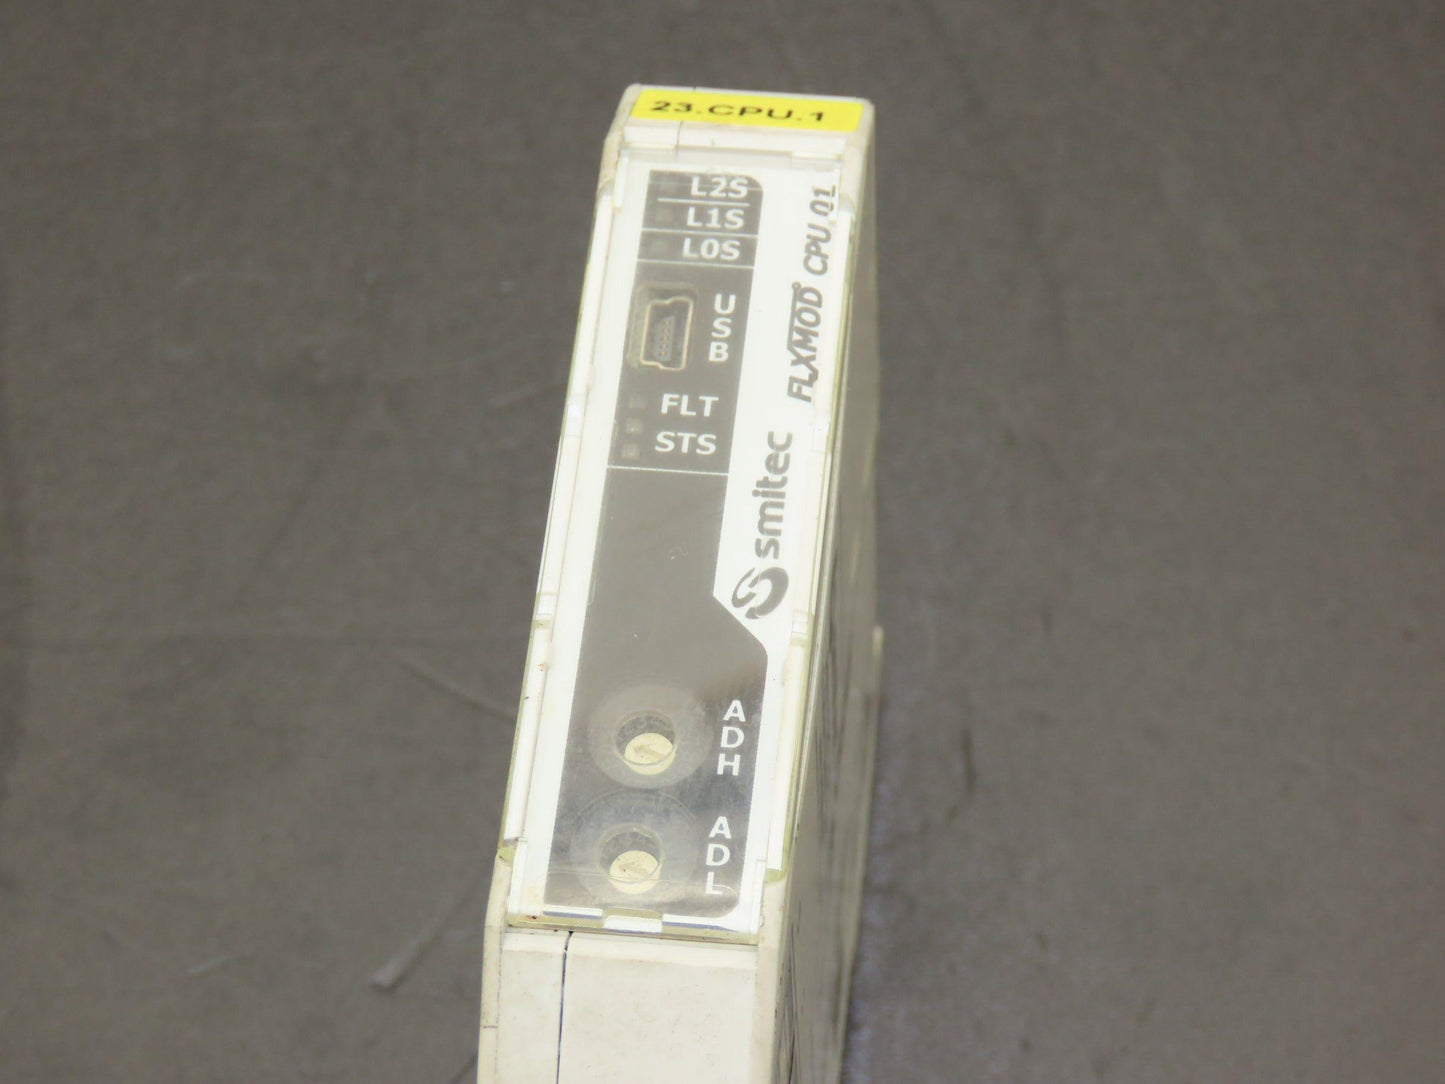 23.CPU.1
L2S
L1S
L0S
USB
FLT
STS
FLXMOD CPU 01
smitec
ADH
ADL